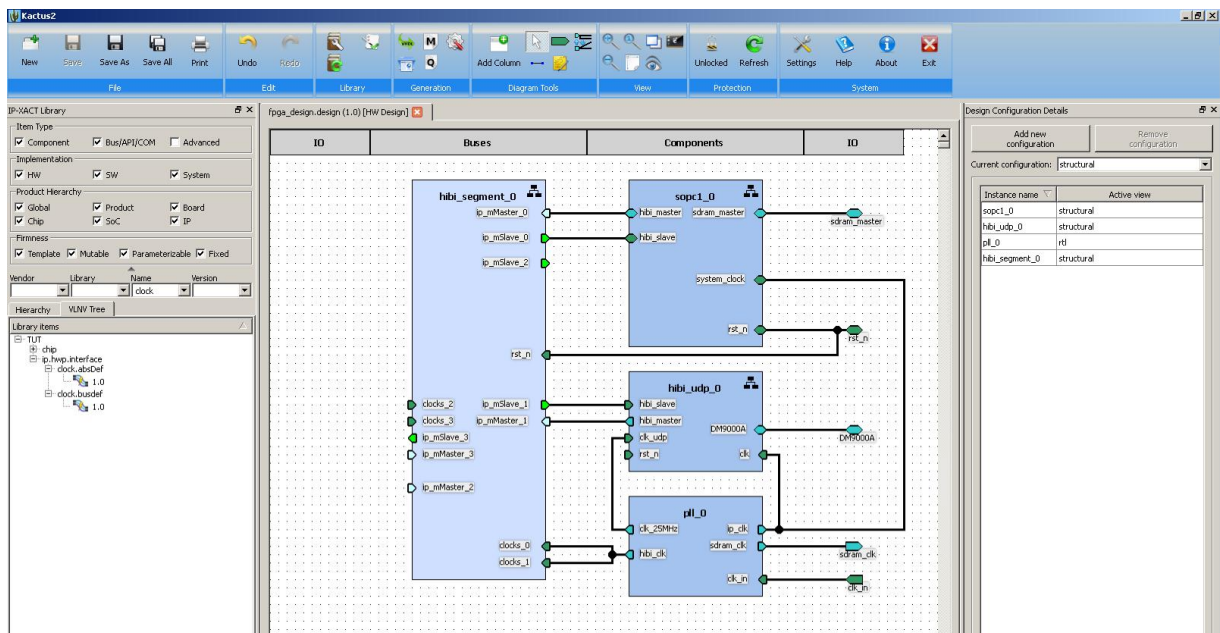 Kactus2
New Save Save As Save All Print Undo Redo M Q Add Column Unlocked Refresh Settings Help About Exit
File Edit Library Generation Diagram Tools View Protection System
IP-XACT Library
Item Type
Component Bus/API/COM Advanced
Implementation
HW SW System
Product Hierarchy
Global Product Board
Chip SoC IP
Firmness
Template Mutable Parameterizable Fixed
Vendor Library Name Version
clock
Hierarchy VLNV Tree
Library items
TUT
chip
ip.hwp.interface
clock.absDef
1.0
clock.busdef
1.0
fpga_design.design (1.0) [HW Design]
IO Buses Components IO
hibi_segment_0
ip_mMaster_0
ip_mSlave_0
ip_mSlave_2
rst_n
clocks_2 ip_mSlave_1
clocks_3 ip_mMaster_1
ip_mSlave_3
ip_mMaster_3
ip_mMaster_2
clocks_0
clocks_1
sopc1_0
hibi_master sdram_master
hibi_slave
system_clock
rst_n
sdram_master
rst_n
hibi_udp_0
hibi_slave
hibi_master
DM9000A
clk_udp
rst_n clk
DM9000A
pll_0
clk_25MHz ip_clk
sdram_clk
hibi_clk
clk_in
sdram_clk
clk_in
Design Configuration Details
Add new
configuration
Remove
configuration
Current configuration: structural
Instance name Active view
sopc1_0 structural
hibi_udp_0 structural
pll_0 rtl
hibi_segment_0 structural